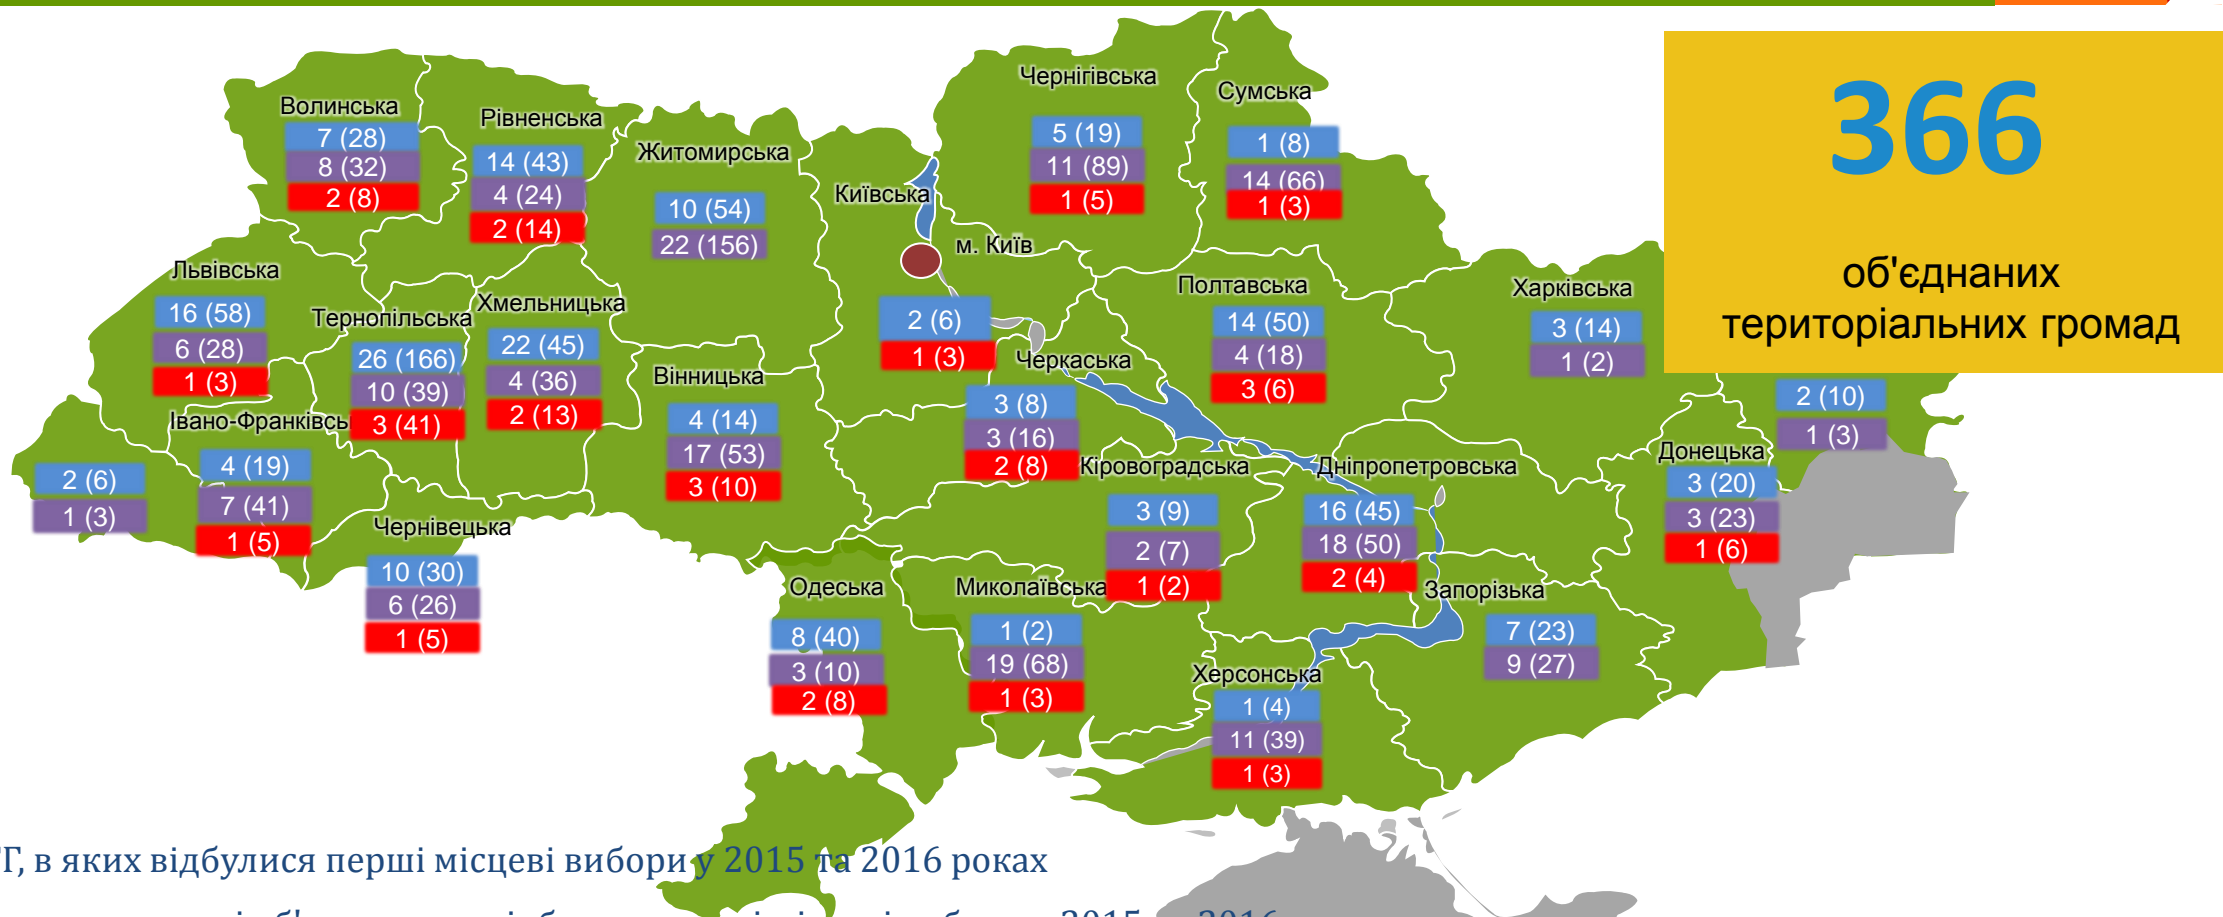 366
об'єднаних
територіальних громад
Волинська
7 (28)
8 (32)
2 (8)
Рівненська
14 (43)
4 (24)
2 (14)
Житомирська
10 (54)
22 (156)
Київська
м. Київ
2 (6)
1 (3)
Чернігівська
5 (19)
11 (89)
1 (5)
Сумська
1 (8)
14 (66)
1 (3)
Львівська
16 (58)
6 (28)
1 (3)
Тернопільська
26 (166)
10 (39)
3 (41)
Хмельницька
22 (45)
4 (36)
2 (13)
Вінницька
4 (14)
17 (53)
3 (10)
Черкаська
3 (8)
3 (16)
2 (8)
Полтавська
14 (50)
4 (18)
3 (6)
Харківська
3 (14)
1 (2)
2 (10)
1 (3)
Донецька
3 (20)
3 (23)
1 (6)
2 (6)
1 (3)
Івано-Франківсь
4 (19)
7 (41)
1 (5)
Чернівецька
10 (30)
6 (26)
1 (5)
Кіровоградська
3 (9)
2 (7)
1 (2)
Дніпропетровська
16 (45)
18 (50)
2 (4)
Одеська
8 (40)
3 (10)
2 (8)
Миколаївська
1 (2)
19 (68)
1 (3)
Запорізька
7 (23)
9 (27)
Херсонська
1 (4)
11 (39)
1 (3)
Г, в яких відбулися перші місцеві вибори у 2015 та 2016 роках